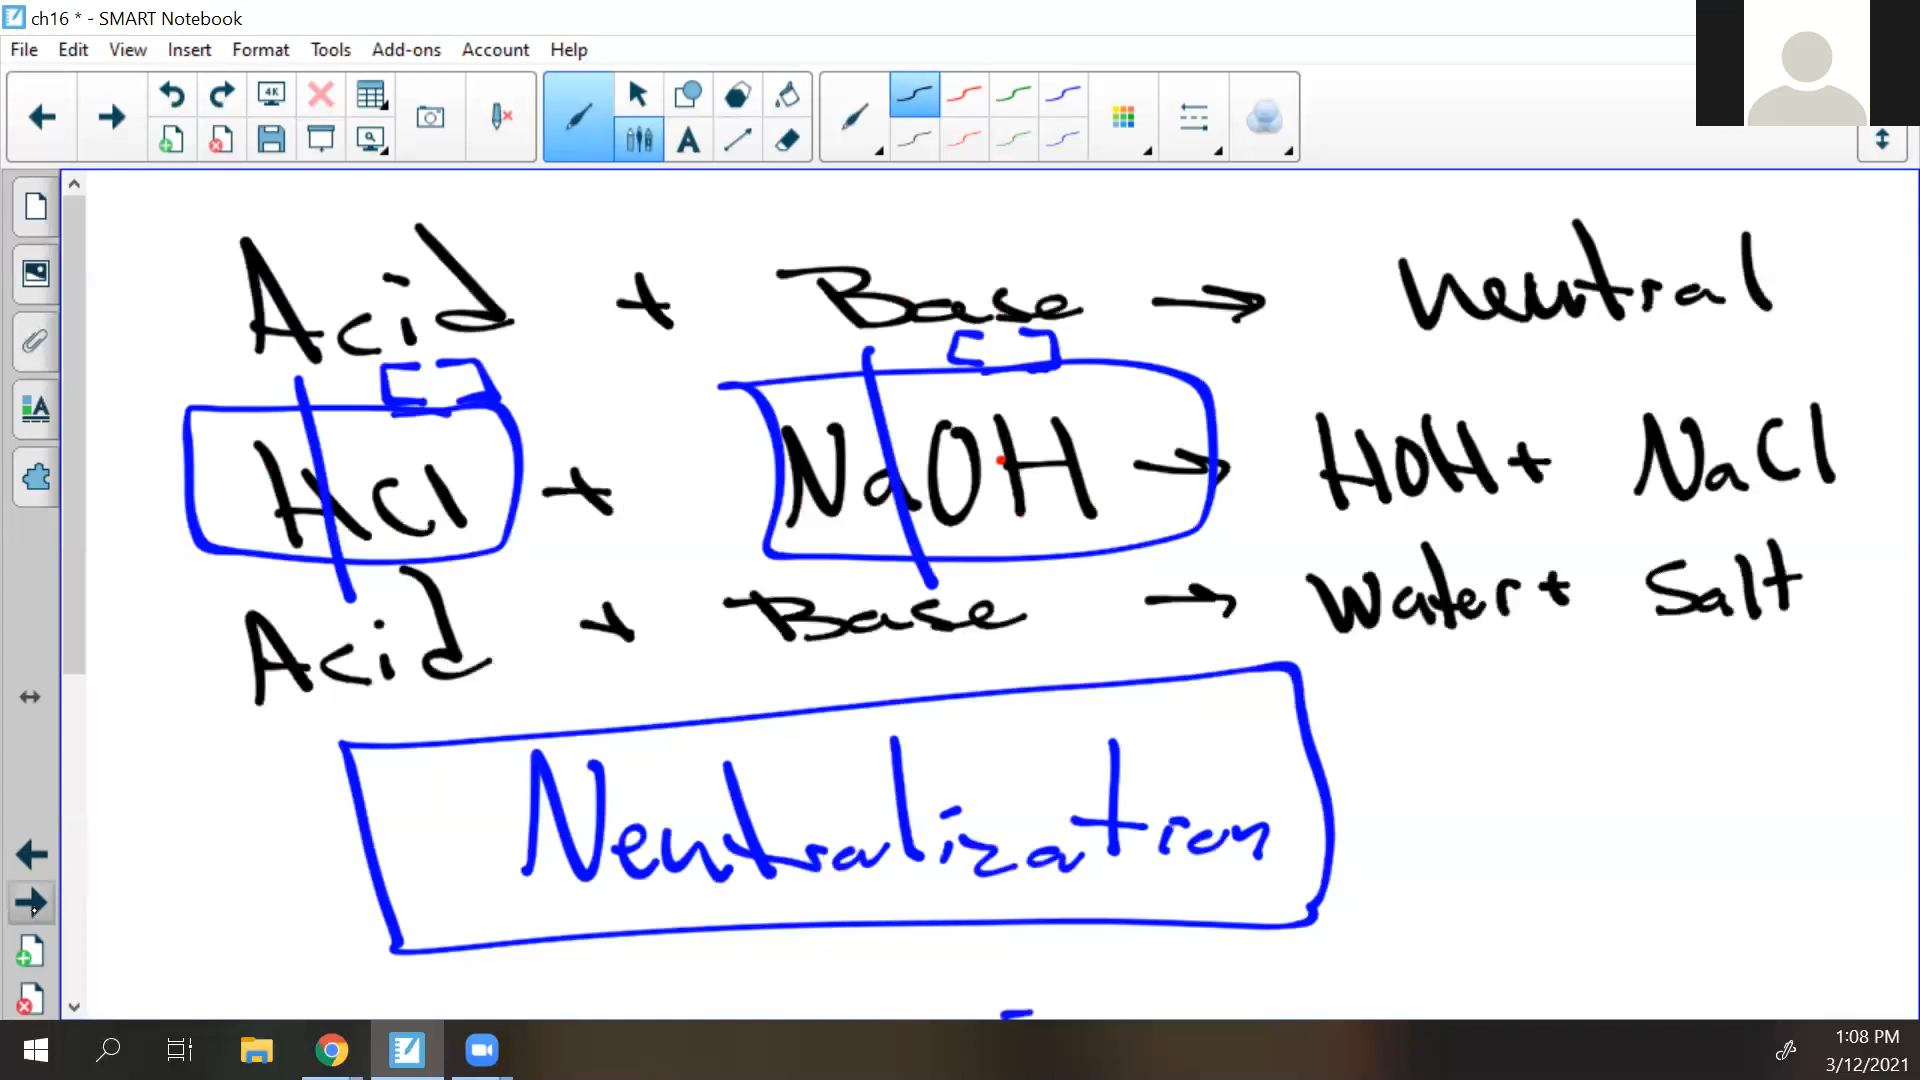 ch16 * - SMART Notebook
File Edit View Insert Format Tools Add-ons Account Help
4K
A
A
Acid + Base → neutral
[ ] [ ]
HCl + NaOH → HOH + NaCl
Acid + Base → Water + Salt
Neutralization
1:08 PM
3/12/2021